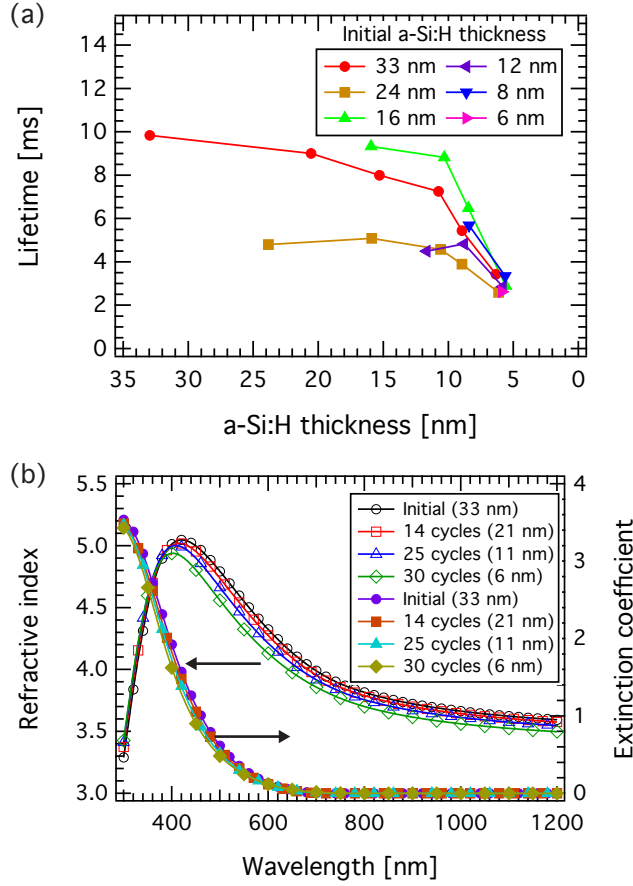 (a)
Lifetime [ms]
14
12
10
8
6
4
2
0
Initial a-Si:H thickness
33 nm 12 nm
24 nm 8 nm
16 nm 6 nm
35 30 25 20 15 10 5 0
a-Si:H thickness [nm]
(b)
Refractive index
5.5
5.0
4.5
4.0
3.5
3.0
Initial (33 nm)
14 cycles (21 nm)
25 cycles (11 nm)
30 cycles (6 nm)
Initial (33 nm)
14 cycles (21 nm)
25 cycles (11 nm)
30 cycles (6 nm)
4
3
2
1
0
Extinction coefficient
400 600 800 1000 1200
Wavelength [nm]